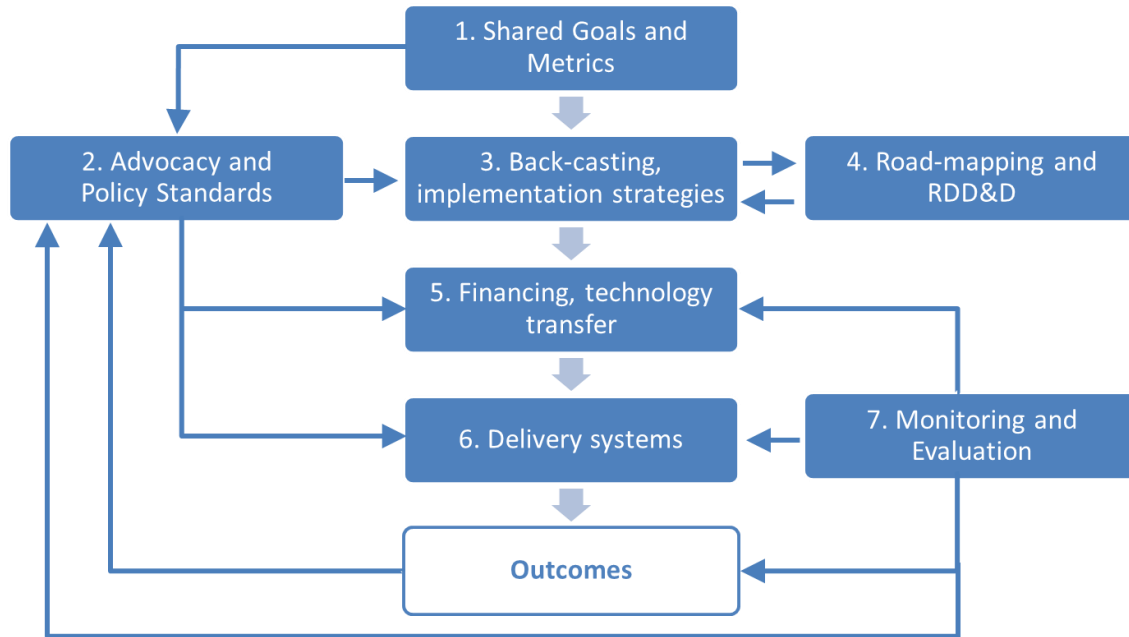 1. Shared Goals and
Metrics
2. Advocacy and
Policy Standards
3. Back-casting,
implementation strategies
4. Road-mapping and
RDD&D
5. Financing, technology
transfer
6. Delivery systems
7. Monitoring and
Evaluation
Outcomes